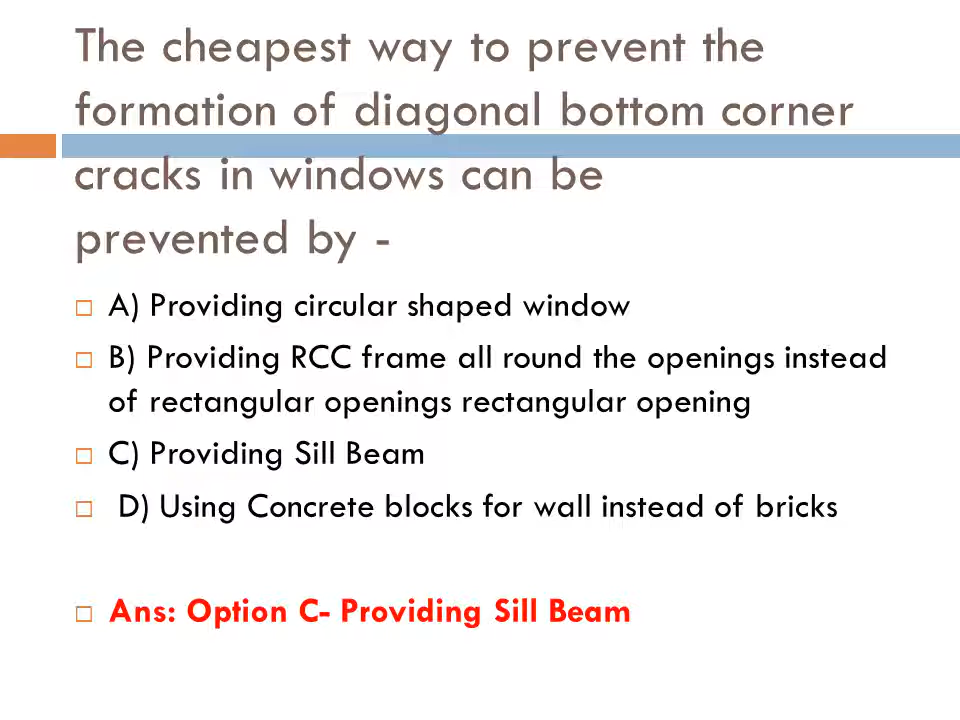 The cheapest way to prevent the
formation of diagonal bottom corner
cracks in windows can be
prevented by -
A) Providing circular shaped window
B) Providing RCC frame all round the openings instead
of rectangular openings rectangular opening
C) Providing Sill Beam
D) Using Concrete blocks for wall instead of bricks
Ans: Option C- Providing Sill Beam